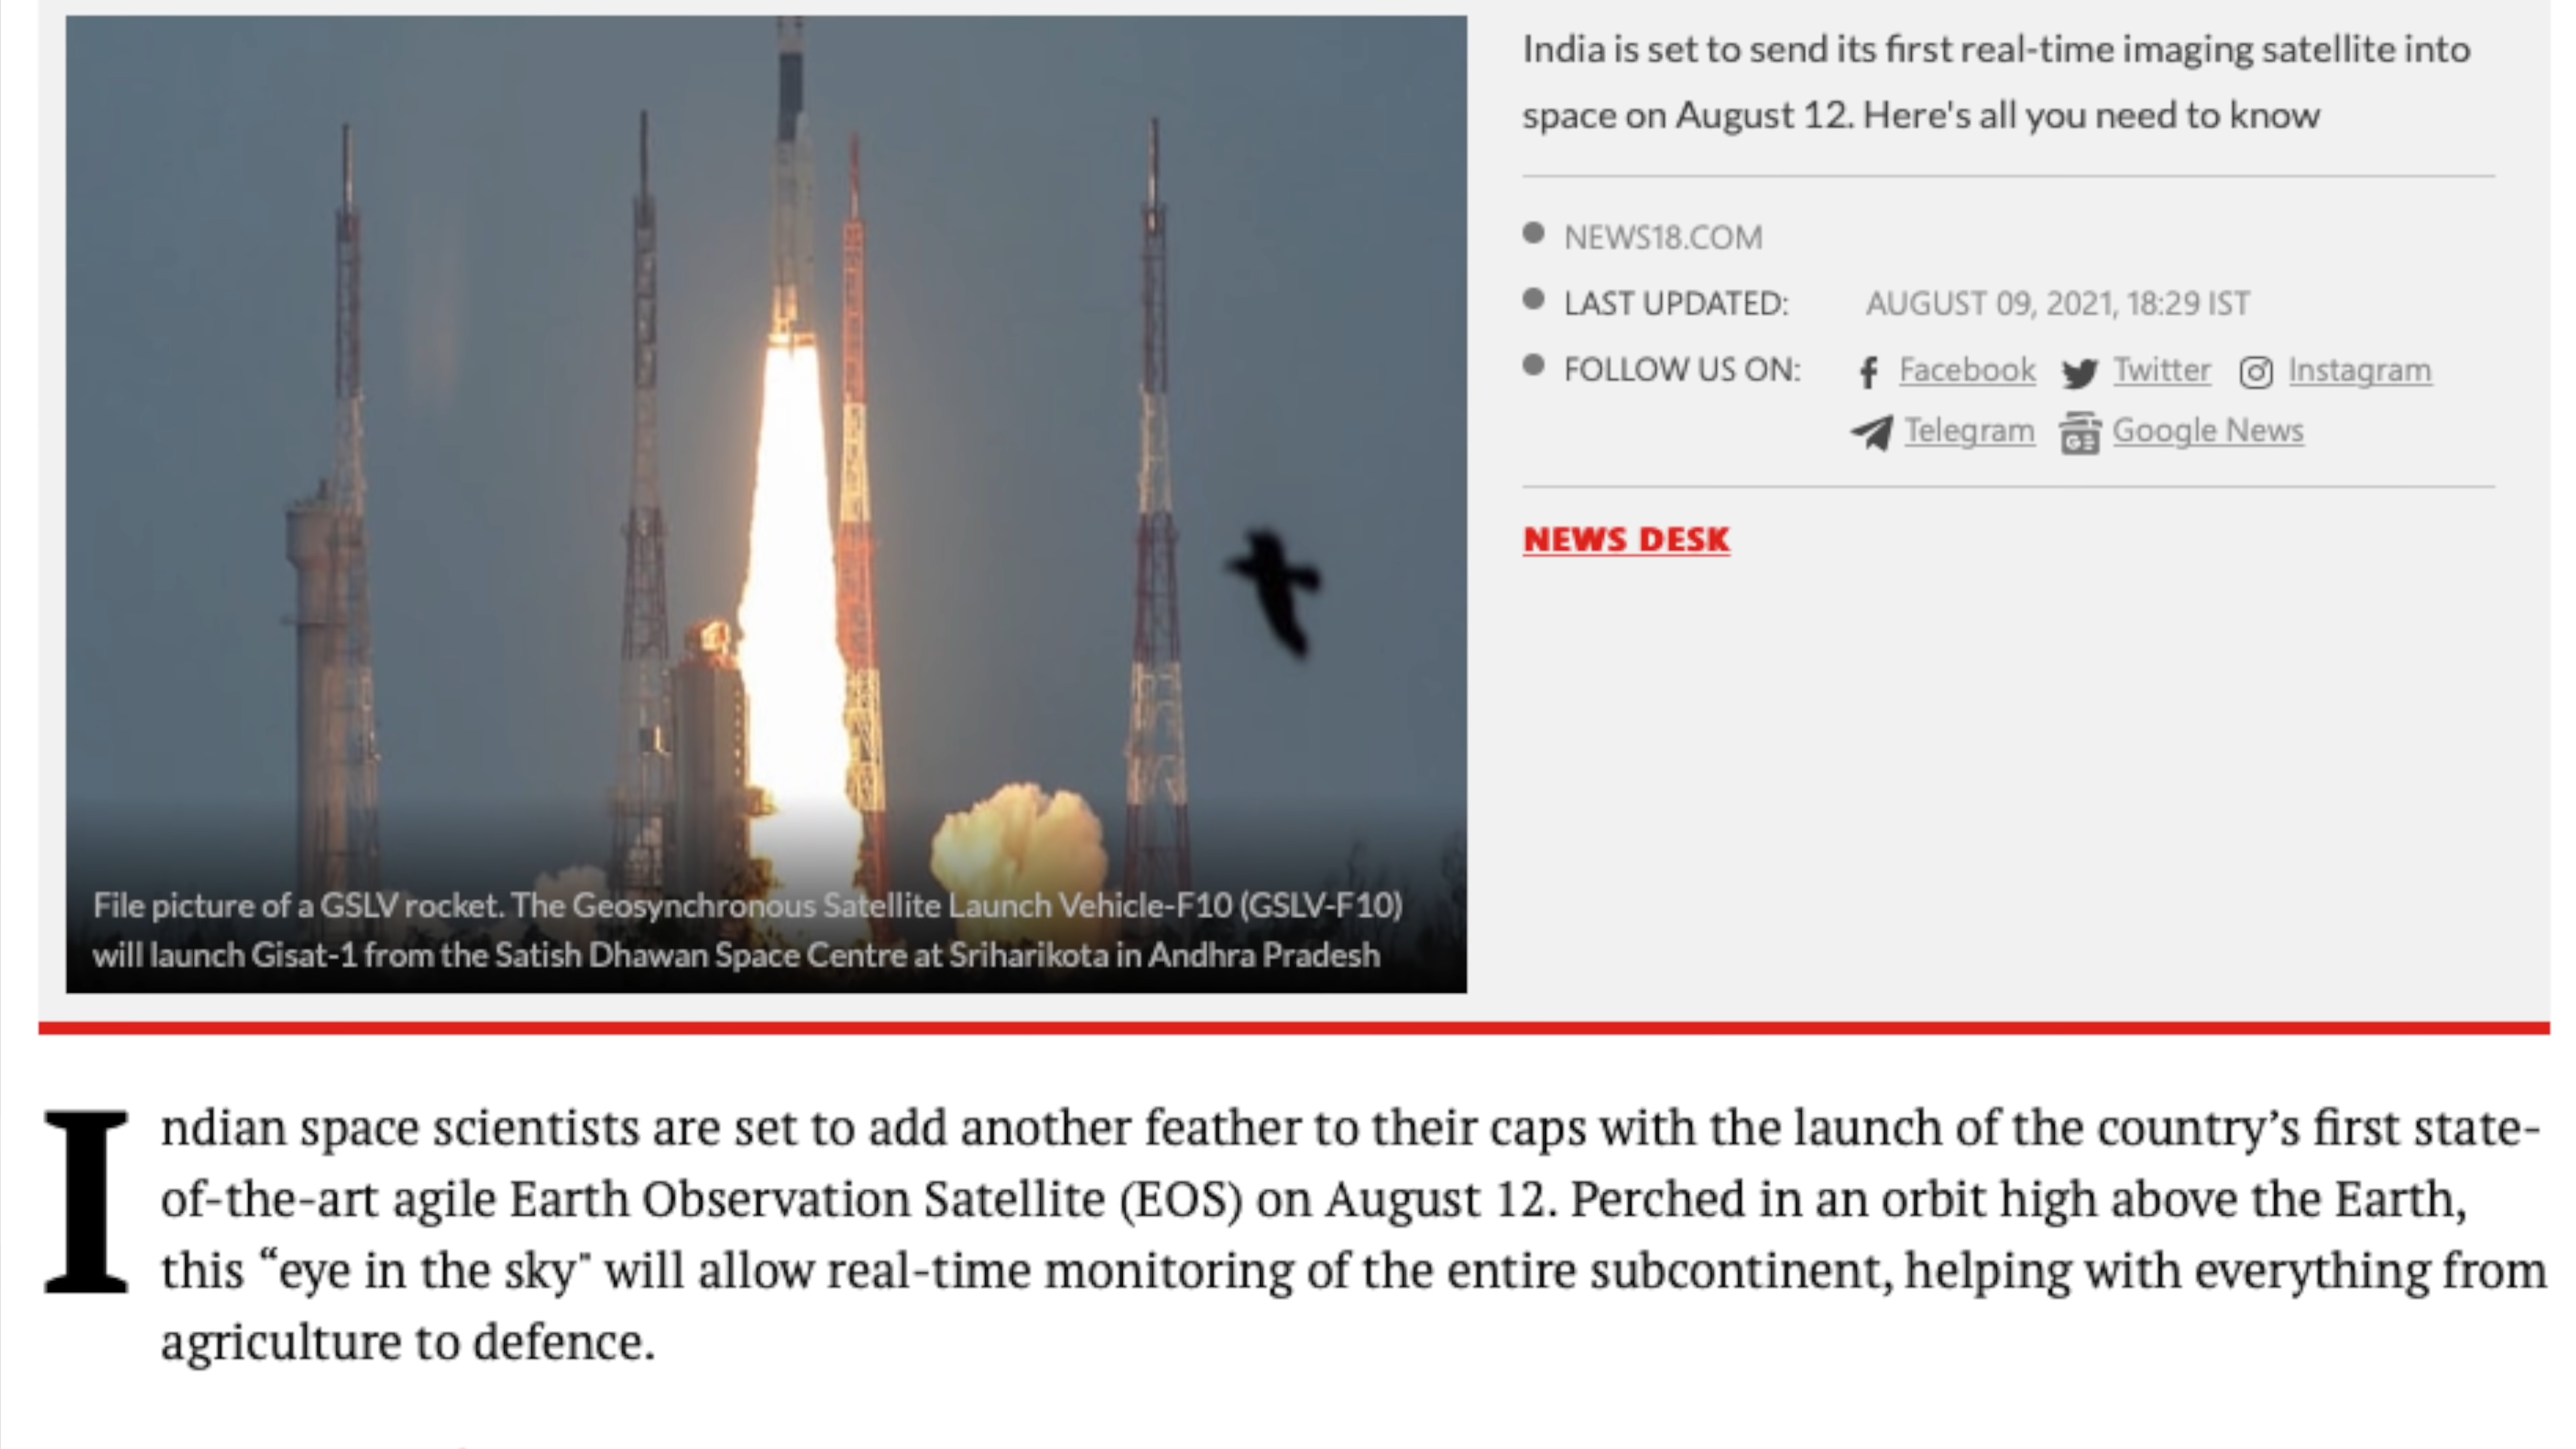 India is set to send its first real-time imaging satellite into
space on August 12. Here's all you need to know
NEWS18.COM
LAST UPDATED: AUGUST 09, 2021, 18:29 IST
FOLLOW US ON: Facebook Twitter Instagram
Telegram Google News
NEWS DESK
File picture of a GSLV rocket. The Geosynchronous Satellite Launch Vehicle-F10 (GSLV-F10)
will launch Gisat-1 from the Satish Dhawan Space Centre at Sriharikota in Andhra Pradesh
Indian space scientists are set to add another feather to their caps with the launch of the country’s first state-
of-the-art agile Earth Observation Satellite (EOS) on August 12. Perched in an orbit high above the Earth,
this “eye in the sky" will allow real-time monitoring of the entire subcontinent, helping with everything from
agriculture to defence.